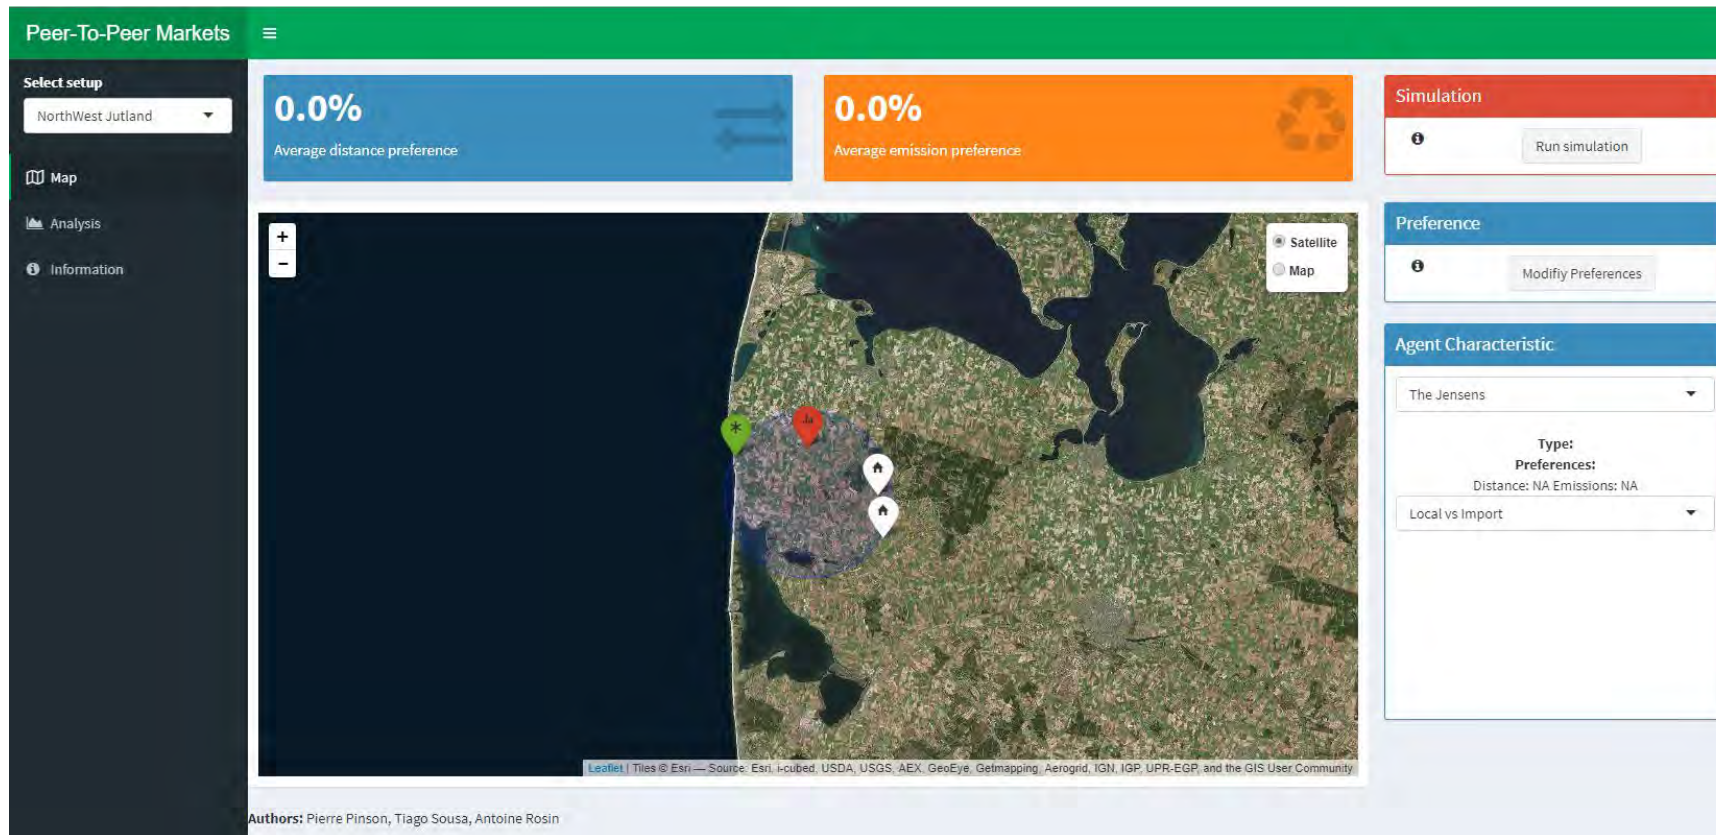 Peer-To-Peer Markets
Select setup
NorthWest Jutland
Map
Analysis
Information
0.0%
Average distance preference
0.0%
Average emission preference
Simulation
Run simulation
Preference
Modifiy Preferences
Agent Characteristic
The Jensens
Type:
Preferences:
Distance: NA Emissions: NA
Local vs Import
+
−
Satellite
Map
Leaflet | Tiles © Esri — Source: Esri, i-cubed, USDA, USGS, AEX, GeoEye, Getmapping, Aerogrid, IGN, IGP, UPR-EGP, and the GIS User Community
Authors: Pierre Pinson, Tiago Sousa, Antoine Rosin